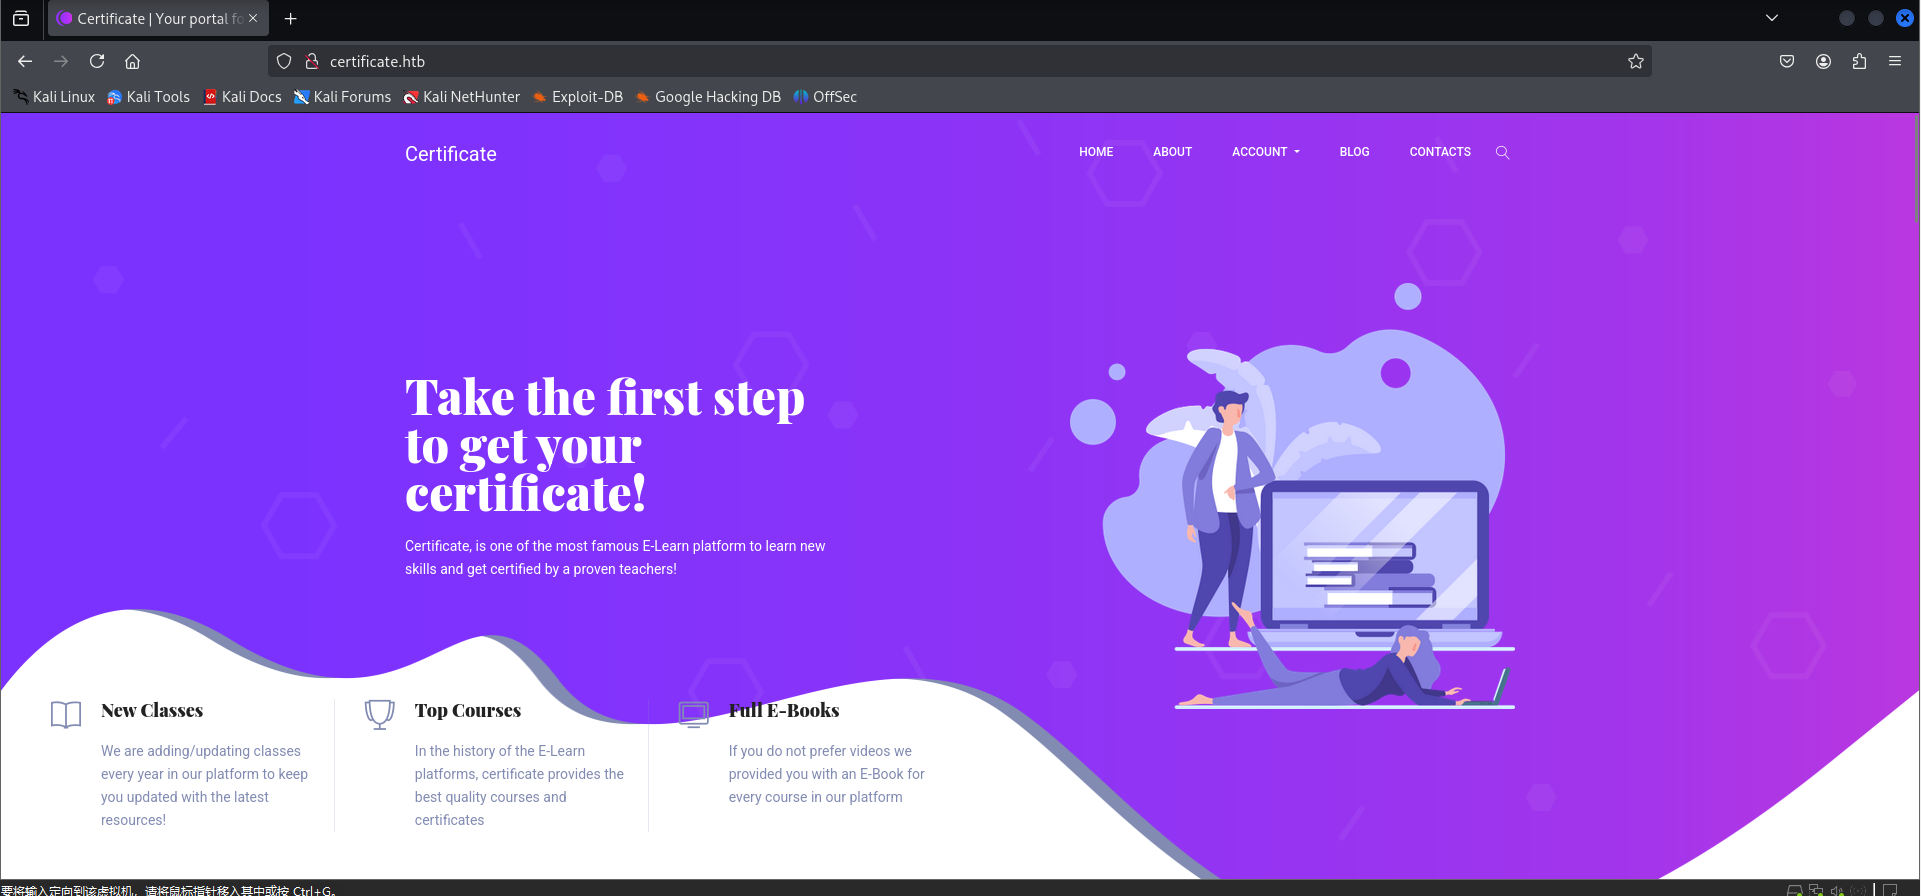 Certificate | Your portal fo
certificate.htb
Kali Linux Kali Tools Kali Docs Kali Forums Kali NetHunter Exploit-DB Google Hacking DB OffSec
Certificate HOME ABOUT ACCOUNT BLOG CONTACTS
Take the first step
to get your
certificate!
Certificate, is one of the most famous E-Learn platform to learn new
skills and get certified by a proven teachers!
New Classes
We are adding/updating classes
every year in our platform to keep
you updated with the latest
resources!
Top Courses
In the history of the E-Learn
platforms, certificate provides the
best quality courses and
certificates
Full E-Books
If you do not prefer videos we
provided you with an E-Book for
every course in our platform
要将输入定向到该虚拟机，请将鼠标指针移入其中或按 Ctrl+G。